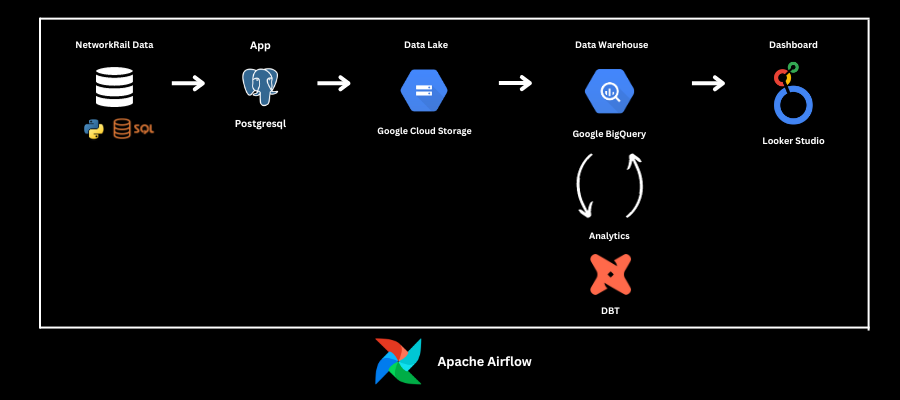 NetworkRail Data
App
Data Lake
Data Warehouse
Dashboard
SQL
Postgresql
Google Cloud Storage
Google BigQuery
Looker Studio
Analytics
DBT
Apache Airflow